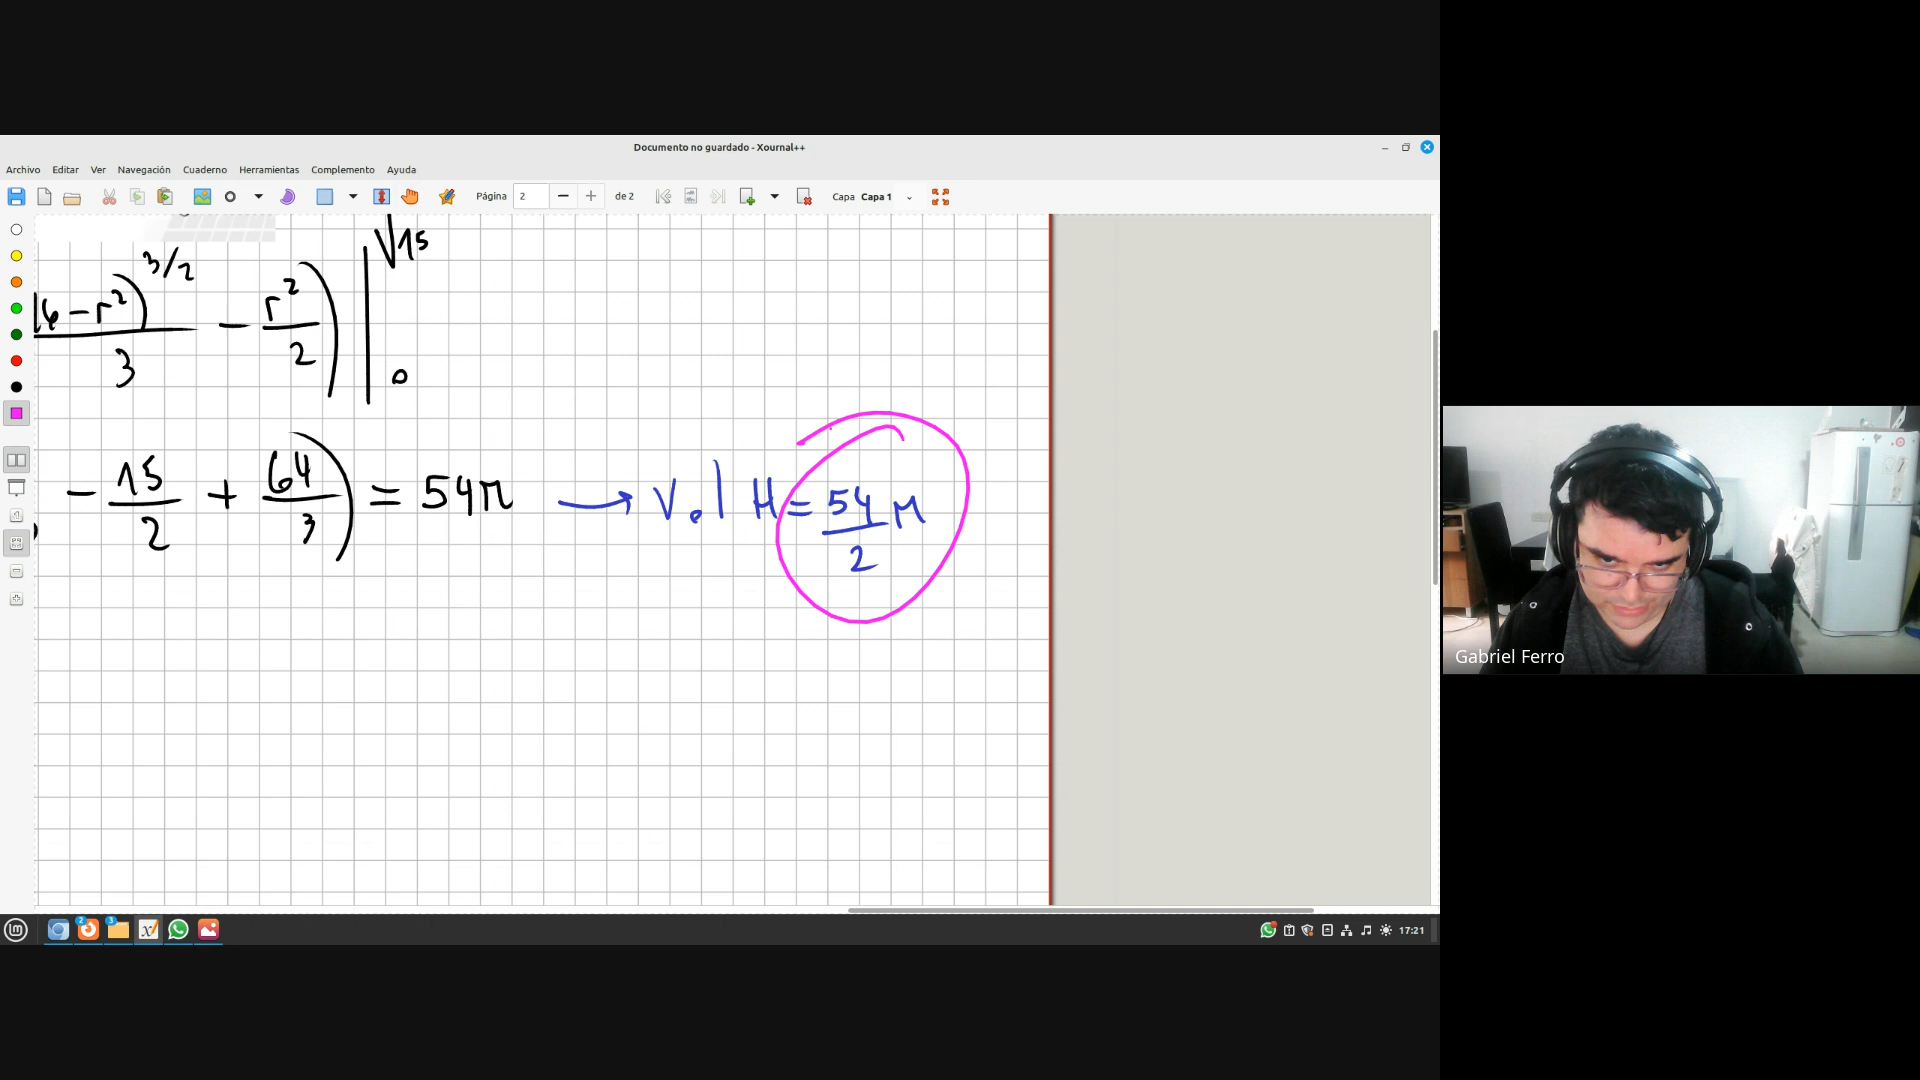 Documento no guardado - Xournal++
Archivo Editar Ver Navegación Cuaderno Herramientas Complemento Ayuda
Página 2 de 2 Capa Capa 1
√15
16 - r²)^3/2 / 3 - r²/2) | 0
- 15/2 + 64/3) = 54π → Vol H = 54/2 π
Gabriel Ferro
2 3 17:21